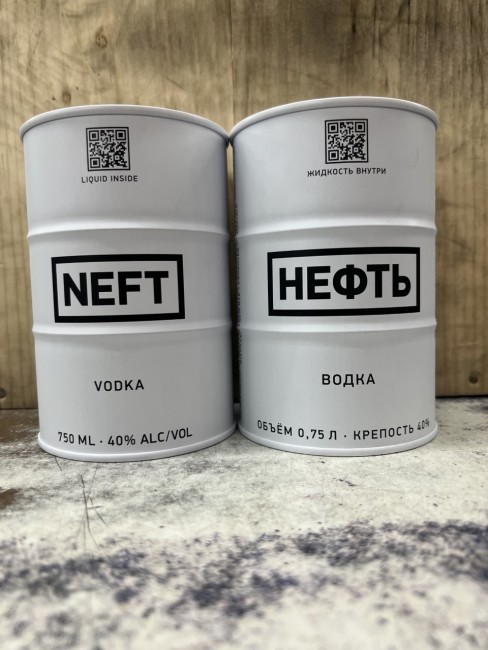 LIQUID INSIDE
NEFT
VODKA
750 ML · 40% ALC/VOL
ЖИДКОСТЬ ВНУТРИ
НЕФТЬ
ВОДКА
ОБЪЁМ 0,75 Л · КРЕПОСТЬ 40%